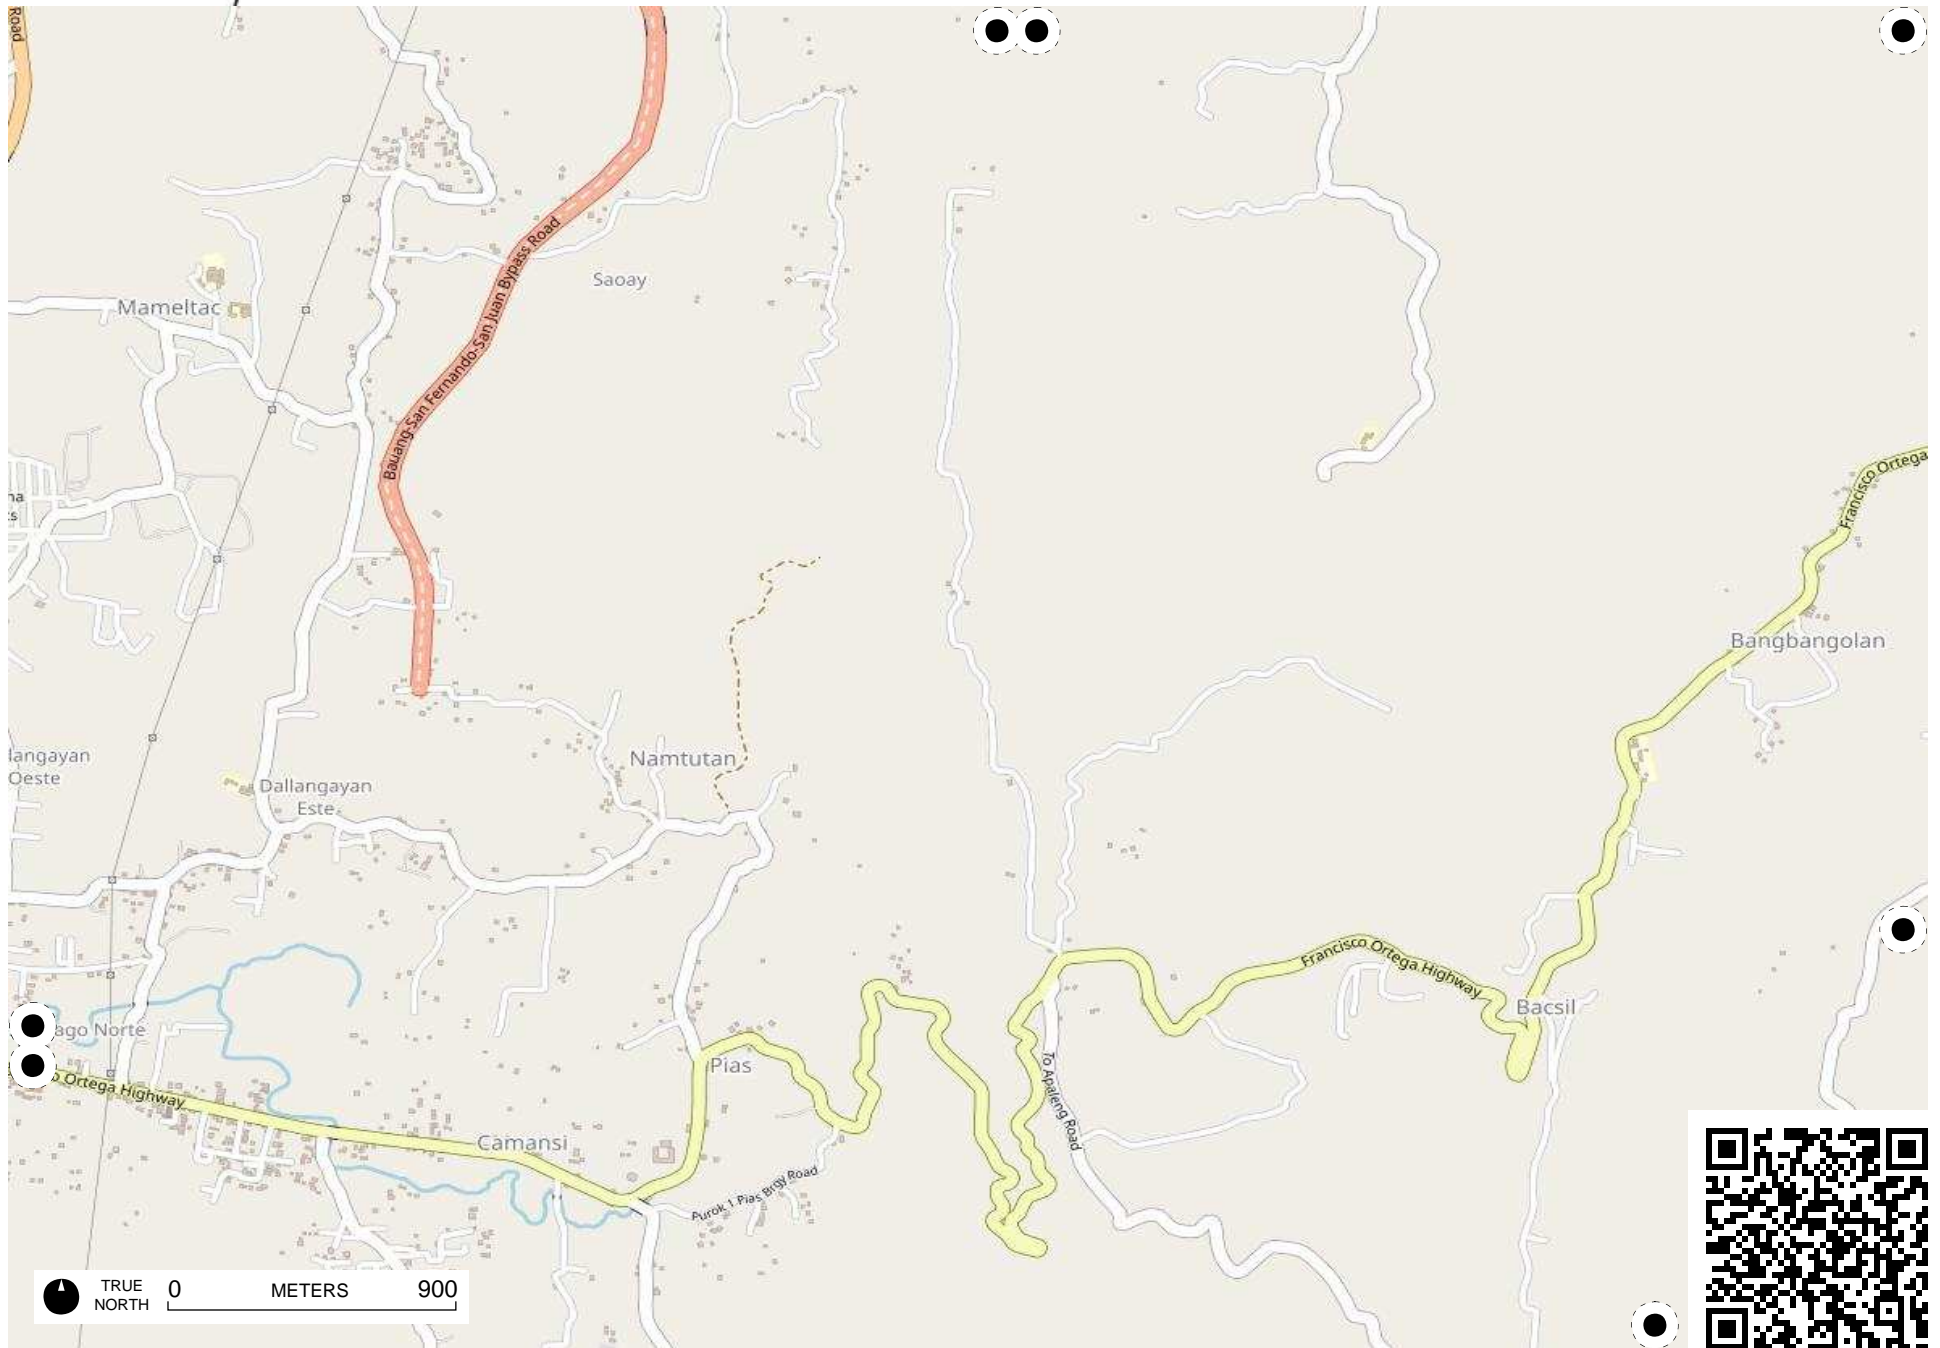 Road
Bauang-San Fernando-San Juan Bypass Road
Saoay
Mameltac
Francisco Ortega
Bangbangolan
langayan
Oeste
Namtutan
Dallangayan
Este
Francisco Ortega Highway
Bacsil
ago Norte
Pias
To Apaleng Road
o Ortega Highway
Camansi
Purok 1 Pias Brgy Road
TRUE
NORTH
0 METERS 900